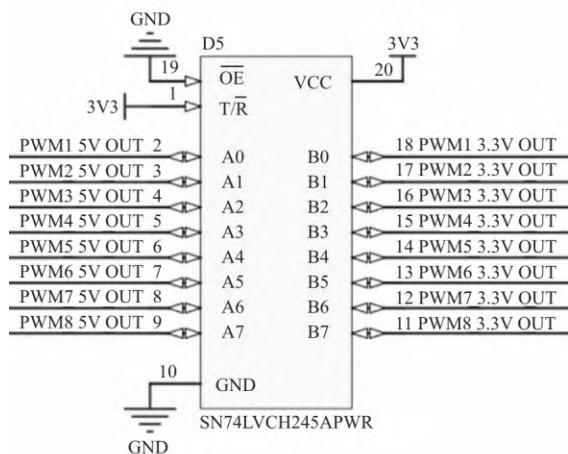 GND
D5
3V3
19
OE
VCC
20
1
3V3
T/R
PWM1 5V OUT 2 A0 B0 18 PWM1 3.3V OUT
PWM2 5V OUT 3 A1 B1 17 PWM2 3.3V OUT
PWM3 5V OUT 4 A2 B2 16 PWM3 3.3V OUT
PWM4 5V OUT 5 A3 B3 15 PWM4 3.3V OUT
PWM5 5V OUT 6 A4 B4 14 PWM5 3.3V OUT
PWM6 5V OUT 7 A5 B5 13 PWM6 3.3V OUT
PWM7 5V OUT 8 A6 B6 12 PWM7 3.3V OUT
PWM8 5V OUT 9 A7 B7 11 PWM8 3.3V OUT
10
GND
SN74LVCH245APWR
GND